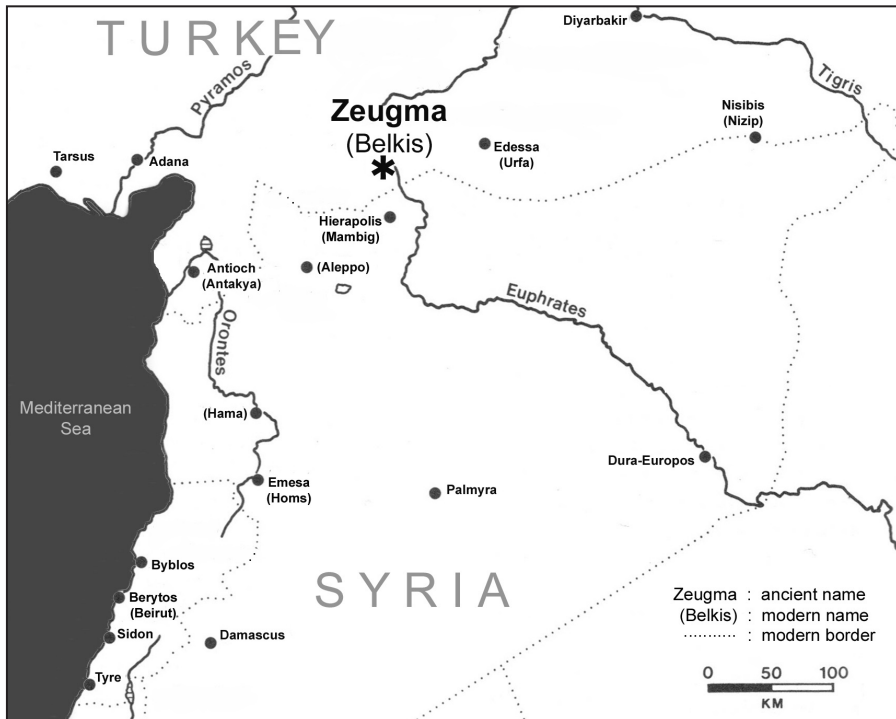 TURKEY
Diyarbakir
Pyramos
Tigris
Zeugma
(Belkis)
*
Nisibis
(Nizip)
Edessa
(Urfa)
Tarsus
Adana
Hierapolis
(Mambig)
Antioch
(Antakya)
(Aleppo)
Euphrates
Orontes
Mediterranean
Sea
(Hama)
Dura-Europos
Emesa
(Homs)
Palmyra
Byblos
SYRIA
Berytos
(Beirut)
Sidon
Damascus
Tyre
Zeugma : ancient name
(Belkis) : modern name
............ : modern border
0 50 100
KM